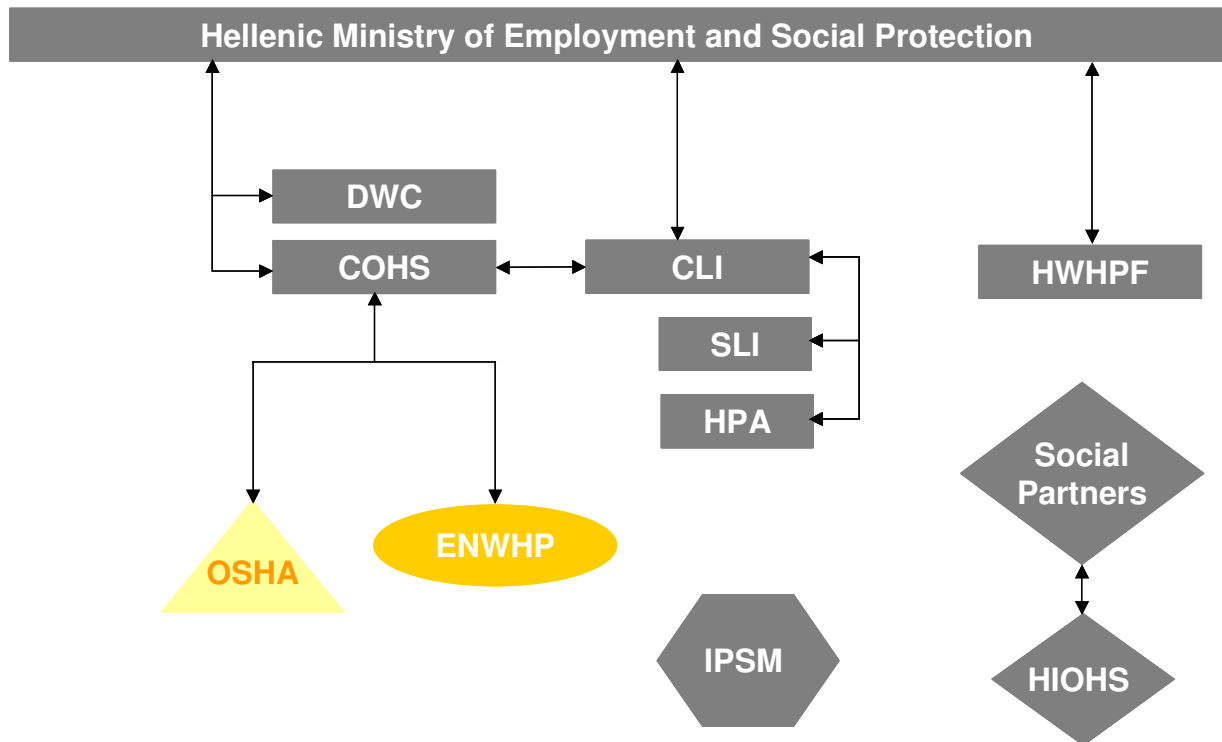 Hellenic Ministry of Employment and Social Protection
DWC
COHS
CLI
HWHPF
SLI
HPA
Social
Partners
ENWHP
OSHA
IPSM
HIOHS